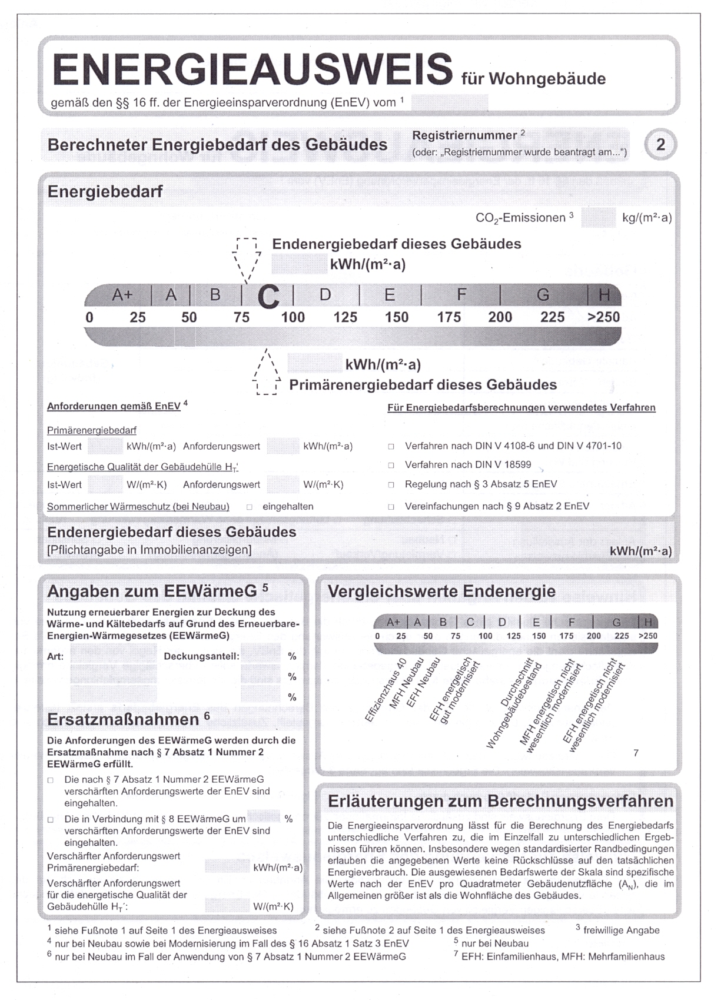 ENERGIEAUSWEIS für Wohngebäude
gemäß den §§ 16 ff. der Energieeinsparverordnung (EnEV) vom ¹
Berechneter Energiebedarf des Gebäudes
Registriernummer ²
(oder: „Registriernummer wurde beantragt am...“)
2
Energiebedarf
CO₂-Emissionen ³ kg/(m²·a)
Endenergiebedarf dieses Gebäudes
kWh/(m²·a)
A+ A B C D E F G H
0 25 50 75 100 125 150 175 200 225 >250
kWh/(m²·a)
Primärenergiebedarf dieses Gebäudes
Anforderungen gemäß EnEV ⁴
Primärenergiebedarf
Ist-Wert kWh/(m²·a) Anforderungswert kWh/(m²·a)
Energetische Qualität der Gebäudehülle H_T'
Ist-Wert W/(m²·K) Anforderungswert W/(m²·K)
Sommerlicher Wärmeschutz (bei Neubau) □ eingehalten
Für Energiebedarfsberechnungen verwendetes Verfahren
□ Verfahren nach DIN V 4108-6 und DIN V 4701-10
□ Verfahren nach DIN V 18599
□ Regelung nach § 3 Absatz 5 EnEV
□ Vereinfachungen nach § 9 Absatz 2 EnEV
Endenergiebedarf dieses Gebäudes
[Pflichtangabe in Immobilienanzeigen]
kWh/(m²·a)
Angaben zum EEWärmeG ⁵
Nutzung erneuerbarer Energien zur Deckung des
Wärme- und Kältebedarfs auf Grund des Erneuerbare-
Energien-Wärmegesetzes (EEWärmeG)
Art: Deckungsanteil: %
%
%
Ersatzmaßnahmen ⁶
Die Anforderungen des EEWärmeG werden durch die
Ersatzmaßnahme nach § 7 Absatz 1 Nummer 2
EEWärmeG erfüllt.
□ Die nach § 7 Absatz 1 Nummer 2 EEWärmeG
verschärften Anforderungswerte der EnEV sind
eingehalten.
□ Die in Verbindung mit § 8 EEWärmeG um %
verschärften Anforderungswerte der EnEV sind
eingehalten.
Verschärfter Anforderungswert
Primärenergiebedarf: kWh/(m²·a)
Verschärfter Anforderungswert
für die energetische Qualität der
Gebäudehülle H_T´: W/(m²·K)
Vergleichswerte Endenergie
A+ A B C D E F G H
0 25 50 75 100 125 150 175 200 225 >250
Effizienzhaus 40
MFH Neubau
EFH Neubau
EFH energetisch
gut modernisiert
Durchschnitt
Wohngebäudebestand
MFH energetisch nicht
wesentlich modernisiert
EFH energetisch nicht
wesentlich modernisiert
7
Erläuterungen zum Berechnungsverfahren
Die Energieeinsparverordnung lässt für die Berechnung des Energiebedarfs
unterschiedliche Verfahren zu, die im Einzelfall zu unterschiedlichen Ergeb-
nissen führen können. Insbesondere wegen standardisierter Randbedingungen
erlauben die angegebenen Werte keine Rückschlüsse auf den tatsächlichen
Energieverbrauch. Die ausgewiesenen Bedarfswerte der Skala sind spezifische
Werte nach der EnEV pro Quadratmeter Gebäudenutzfläche (A_N), die im
Allgemeinen größer ist als die Wohnfläche des Gebäudes.
¹ siehe Fußnote 1 auf Seite 1 des Energieausweises ² siehe Fußnote 2 auf Seite 1 des Energieausweises ³ freiwillige Angabe
⁴ nur bei Neubau sowie bei Modernisierung im Fall des § 16 Absatz 1 Satz 3 EnEV ⁵ nur bei Neubau
⁶ nur bei Neubau im Fall der Anwendung von § 7 Absatz 1 Nummer 2 EEWärmeG ⁷ EFH: Einfamilienhaus, MFH: Mehrfamilienhaus